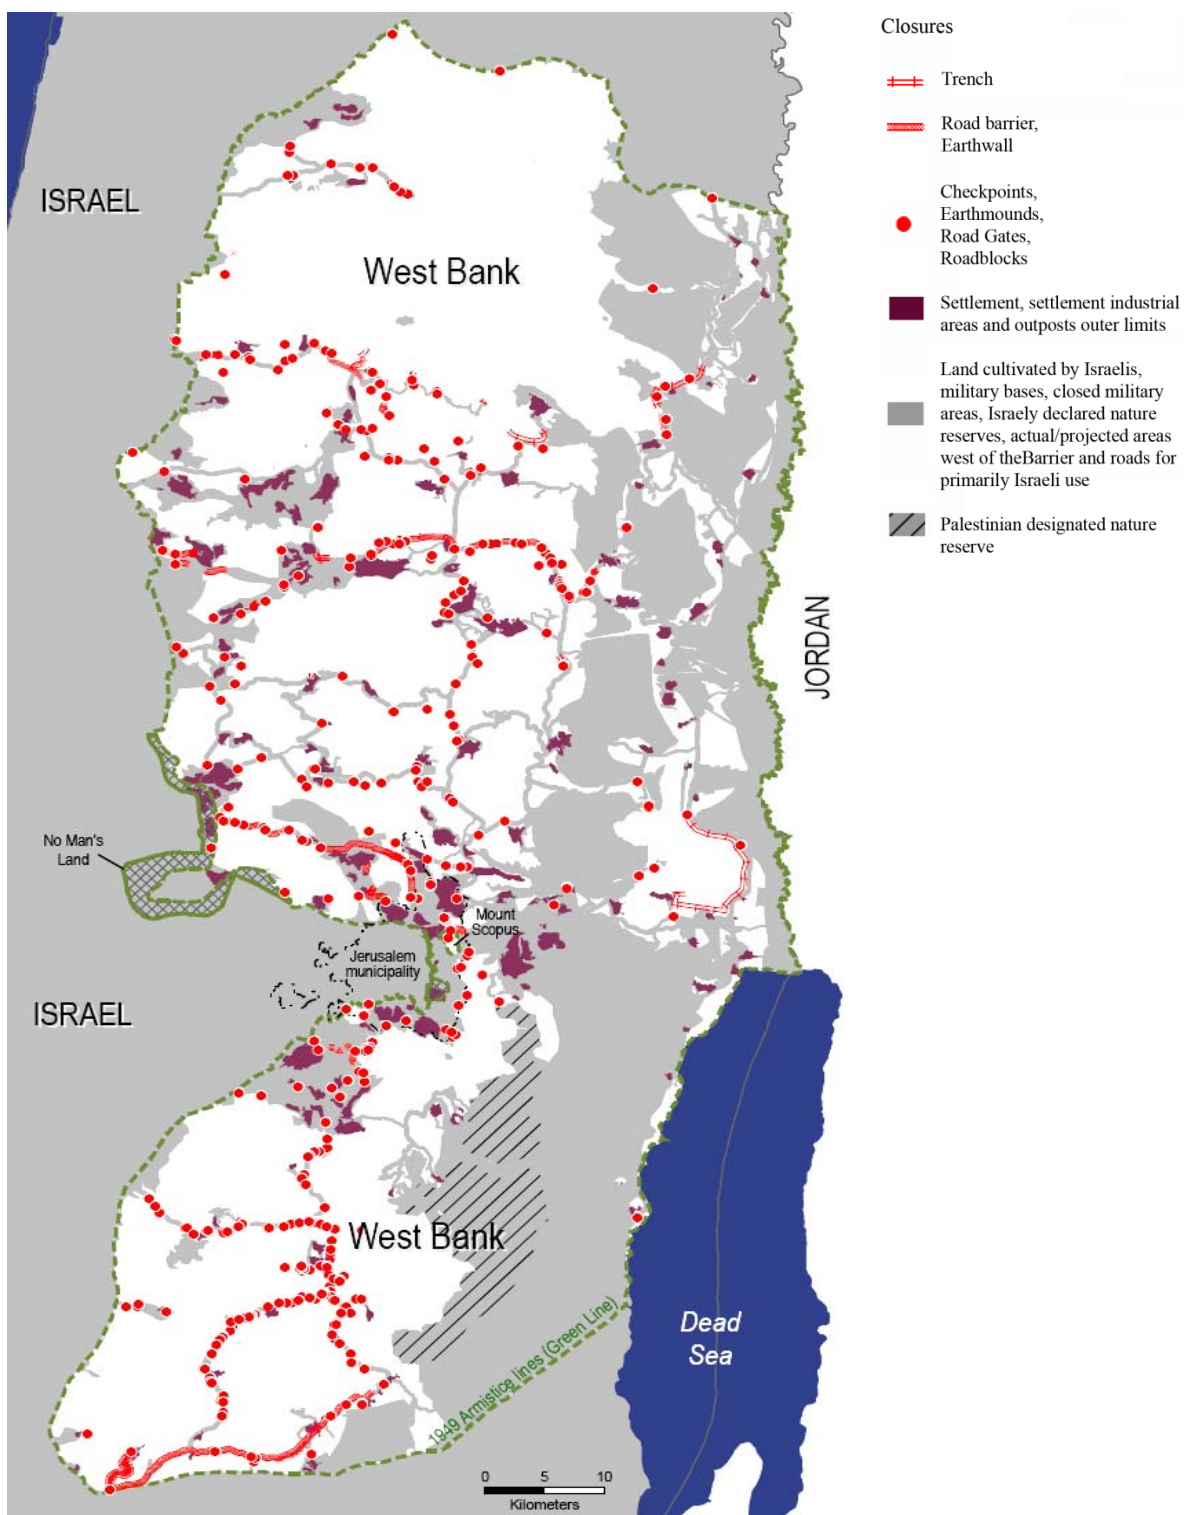 Closures
Trench
Road barrier,
Earthwall
Checkpoints,
Earthmounds,
Road Gates,
Roadblocks
Settlement, settlement industrial
areas and outposts outer limits
Land cultivated by Israelis,
military bases, closed military
areas, Israely declared nature
reserves, actual/projected areas
west of theBarrier and roads for
primarily Israeli use
Palestinian designated nature
reserve
ISRAEL
West Bank
JORDAN
No Man's
Land
Mount
Scopus
Jerusalem
municipality
ISRAEL
West Bank
Dead
Sea
1949 Armistice lines (Green Line)
0 5 10
Kilometers